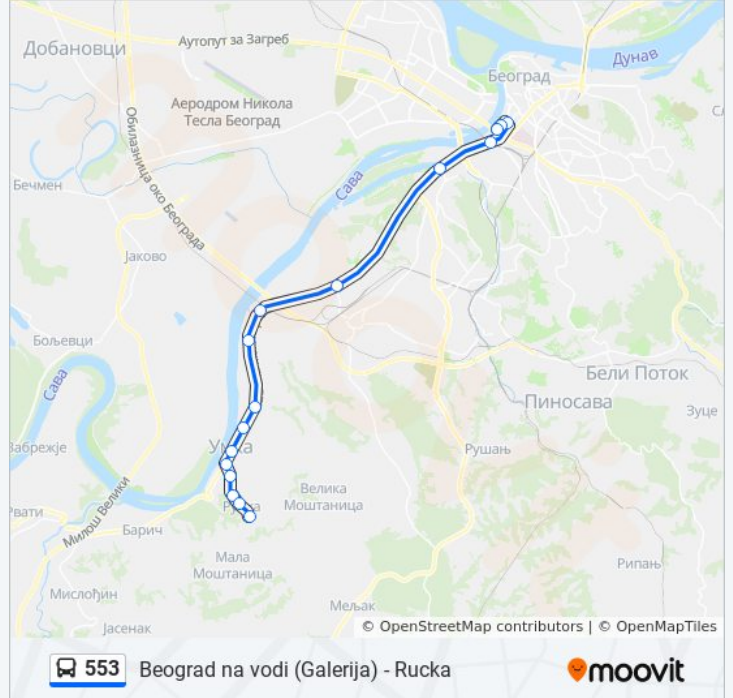 Добановци
Аутопут за Загреб
Дунав
Београд
Аеродром Никола
Тесла Београд
Обилазница око Београда
Сава
Бечмен
Јаково
Бољевци
Сава
Бели Поток
Пиносава
Зуце
Забрежје
Умка
Рушањ
Велика
Моштаница
Милош Велики
Барич
Мала
Моштаница
Рипањ
Мислођин
Мељак
Јасенак
© OpenStreetMap contributors | © OpenMapTiles
553 Beograd na vodi (Galerija) - Rucka
moovit